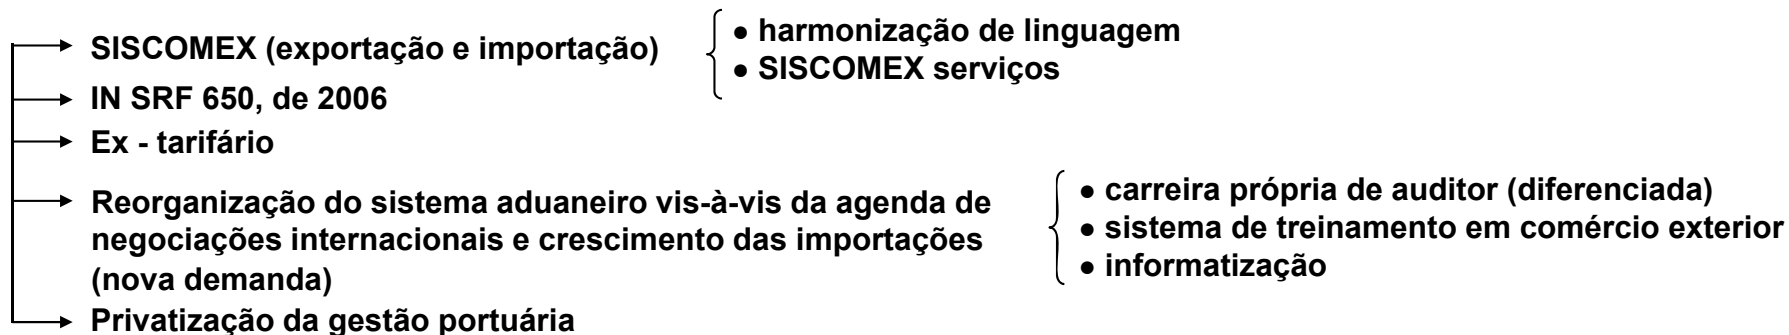 SISCOMEX (exportação e importação)
● harmonização de linguagem
● SISCOMEX serviços
IN SRF 650, de 2006
Ex - tarifário
Reorganização do sistema aduaneiro vis-à-vis da agenda de
negociações internacionais e crescimento das importações
(nova demanda)
● carreira própria de auditor (diferenciada)
● sistema de treinamento em comércio exterior
● informatização
Privatização da gestão portuária